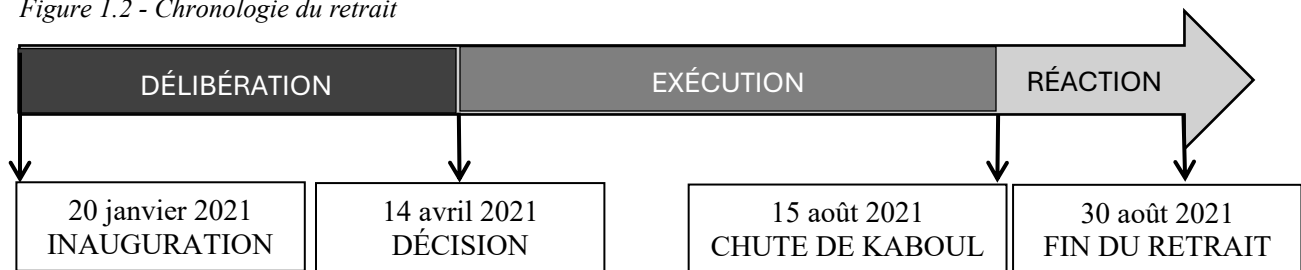 Figure 1.2 - Chronologie du retrait
DÉLIBÉRATION
EXÉCUTION
RÉACTION
20 janvier 2021
INAUGURATION
14 avril 2021
DÉCISION
15 août 2021
CHUTE DE KABOUL
30 août 2021
FIN DU RETRAIT